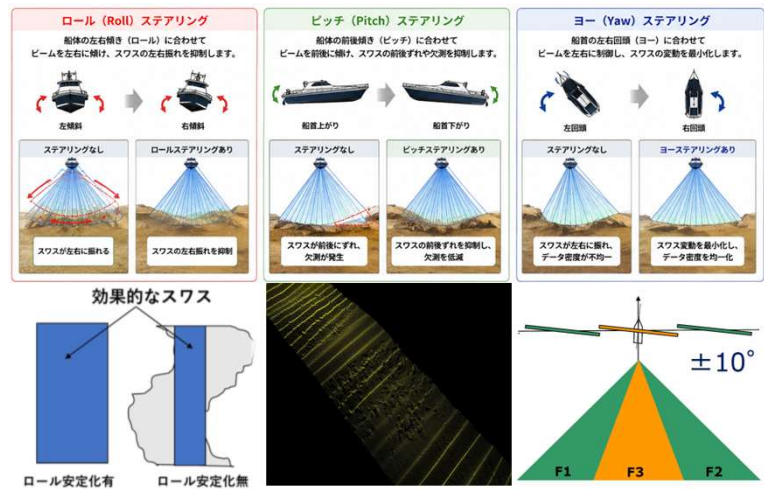 ロール（Roll）ステアリング
船体の左右傾き（ロール）に合わせて
ビームを左右に傾け、スワスの左右振れを抑制します。
左傾斜
右傾斜
ステアリングなし
ロールステアリングあり
スワスが左右に振れる
スワスの左右振れを抑制
ピッチ（Pitch）ステアリング
船体の前後傾き（ピッチ）に合わせて
ビームを前後に傾け、スワスの前後ずれや欠測を抑制します。
船首上がり
船首下がり
ステアリングなし
ピッチステアリングあり
スワスが前後にずれ、
欠測が発生
スワスの前後ずれを抑制し、
欠測を低減
ヨー（Yaw）ステアリング
船首の左右回頭（ヨー）に合わせて
ビームを左右に制御し、スワスの変動を最小化します。
左回頭
右回頭
ステアリングなし
ヨーステアリングあり
スワスが左右に振れ、
データ密度が不均一
スワス変動を最小化し、
データ密度を均一化
効果的なスワス
ロール安定化有
ロール安定化無
±10°
F1
F3
F2